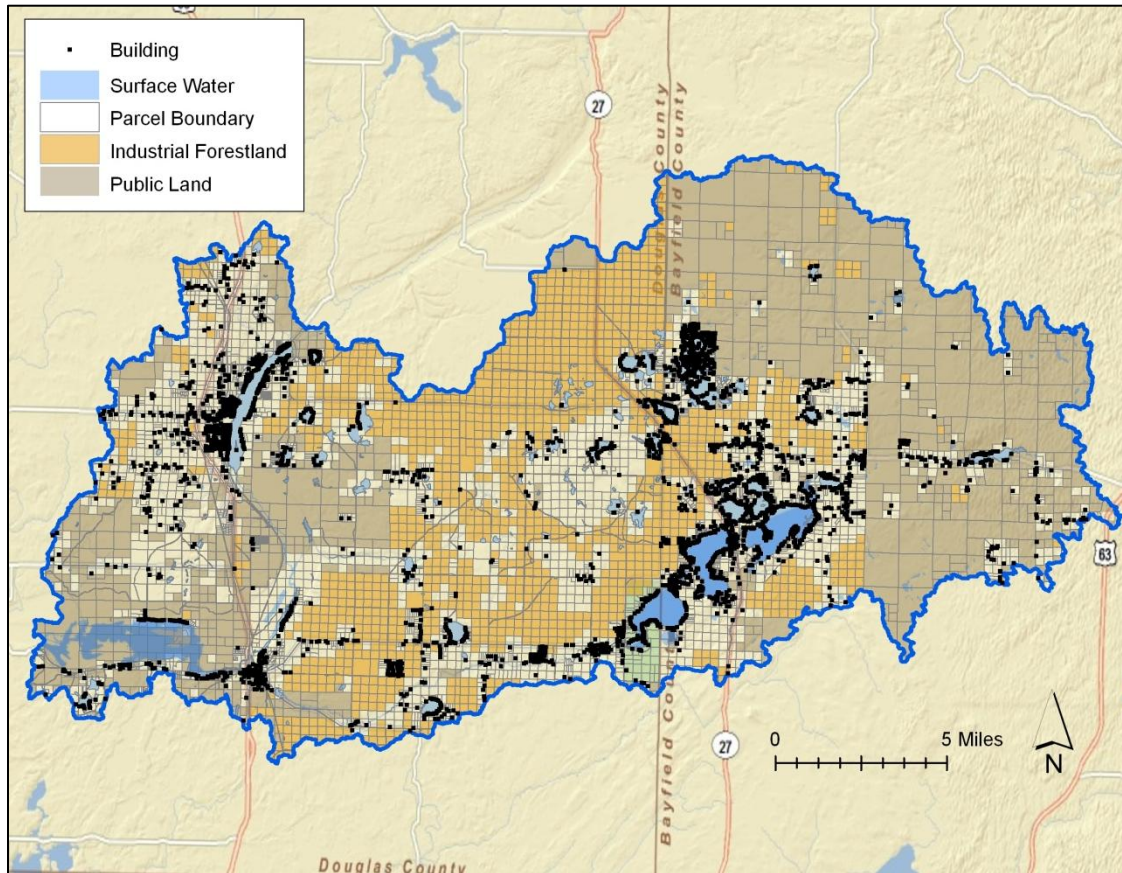 Building
Surface Water
Parcel Boundary
Industrial Forestland
Public Land
27
Douglas County
Bayfield County
63
0 5 Miles
N
27
Bayfield County
Douglas County